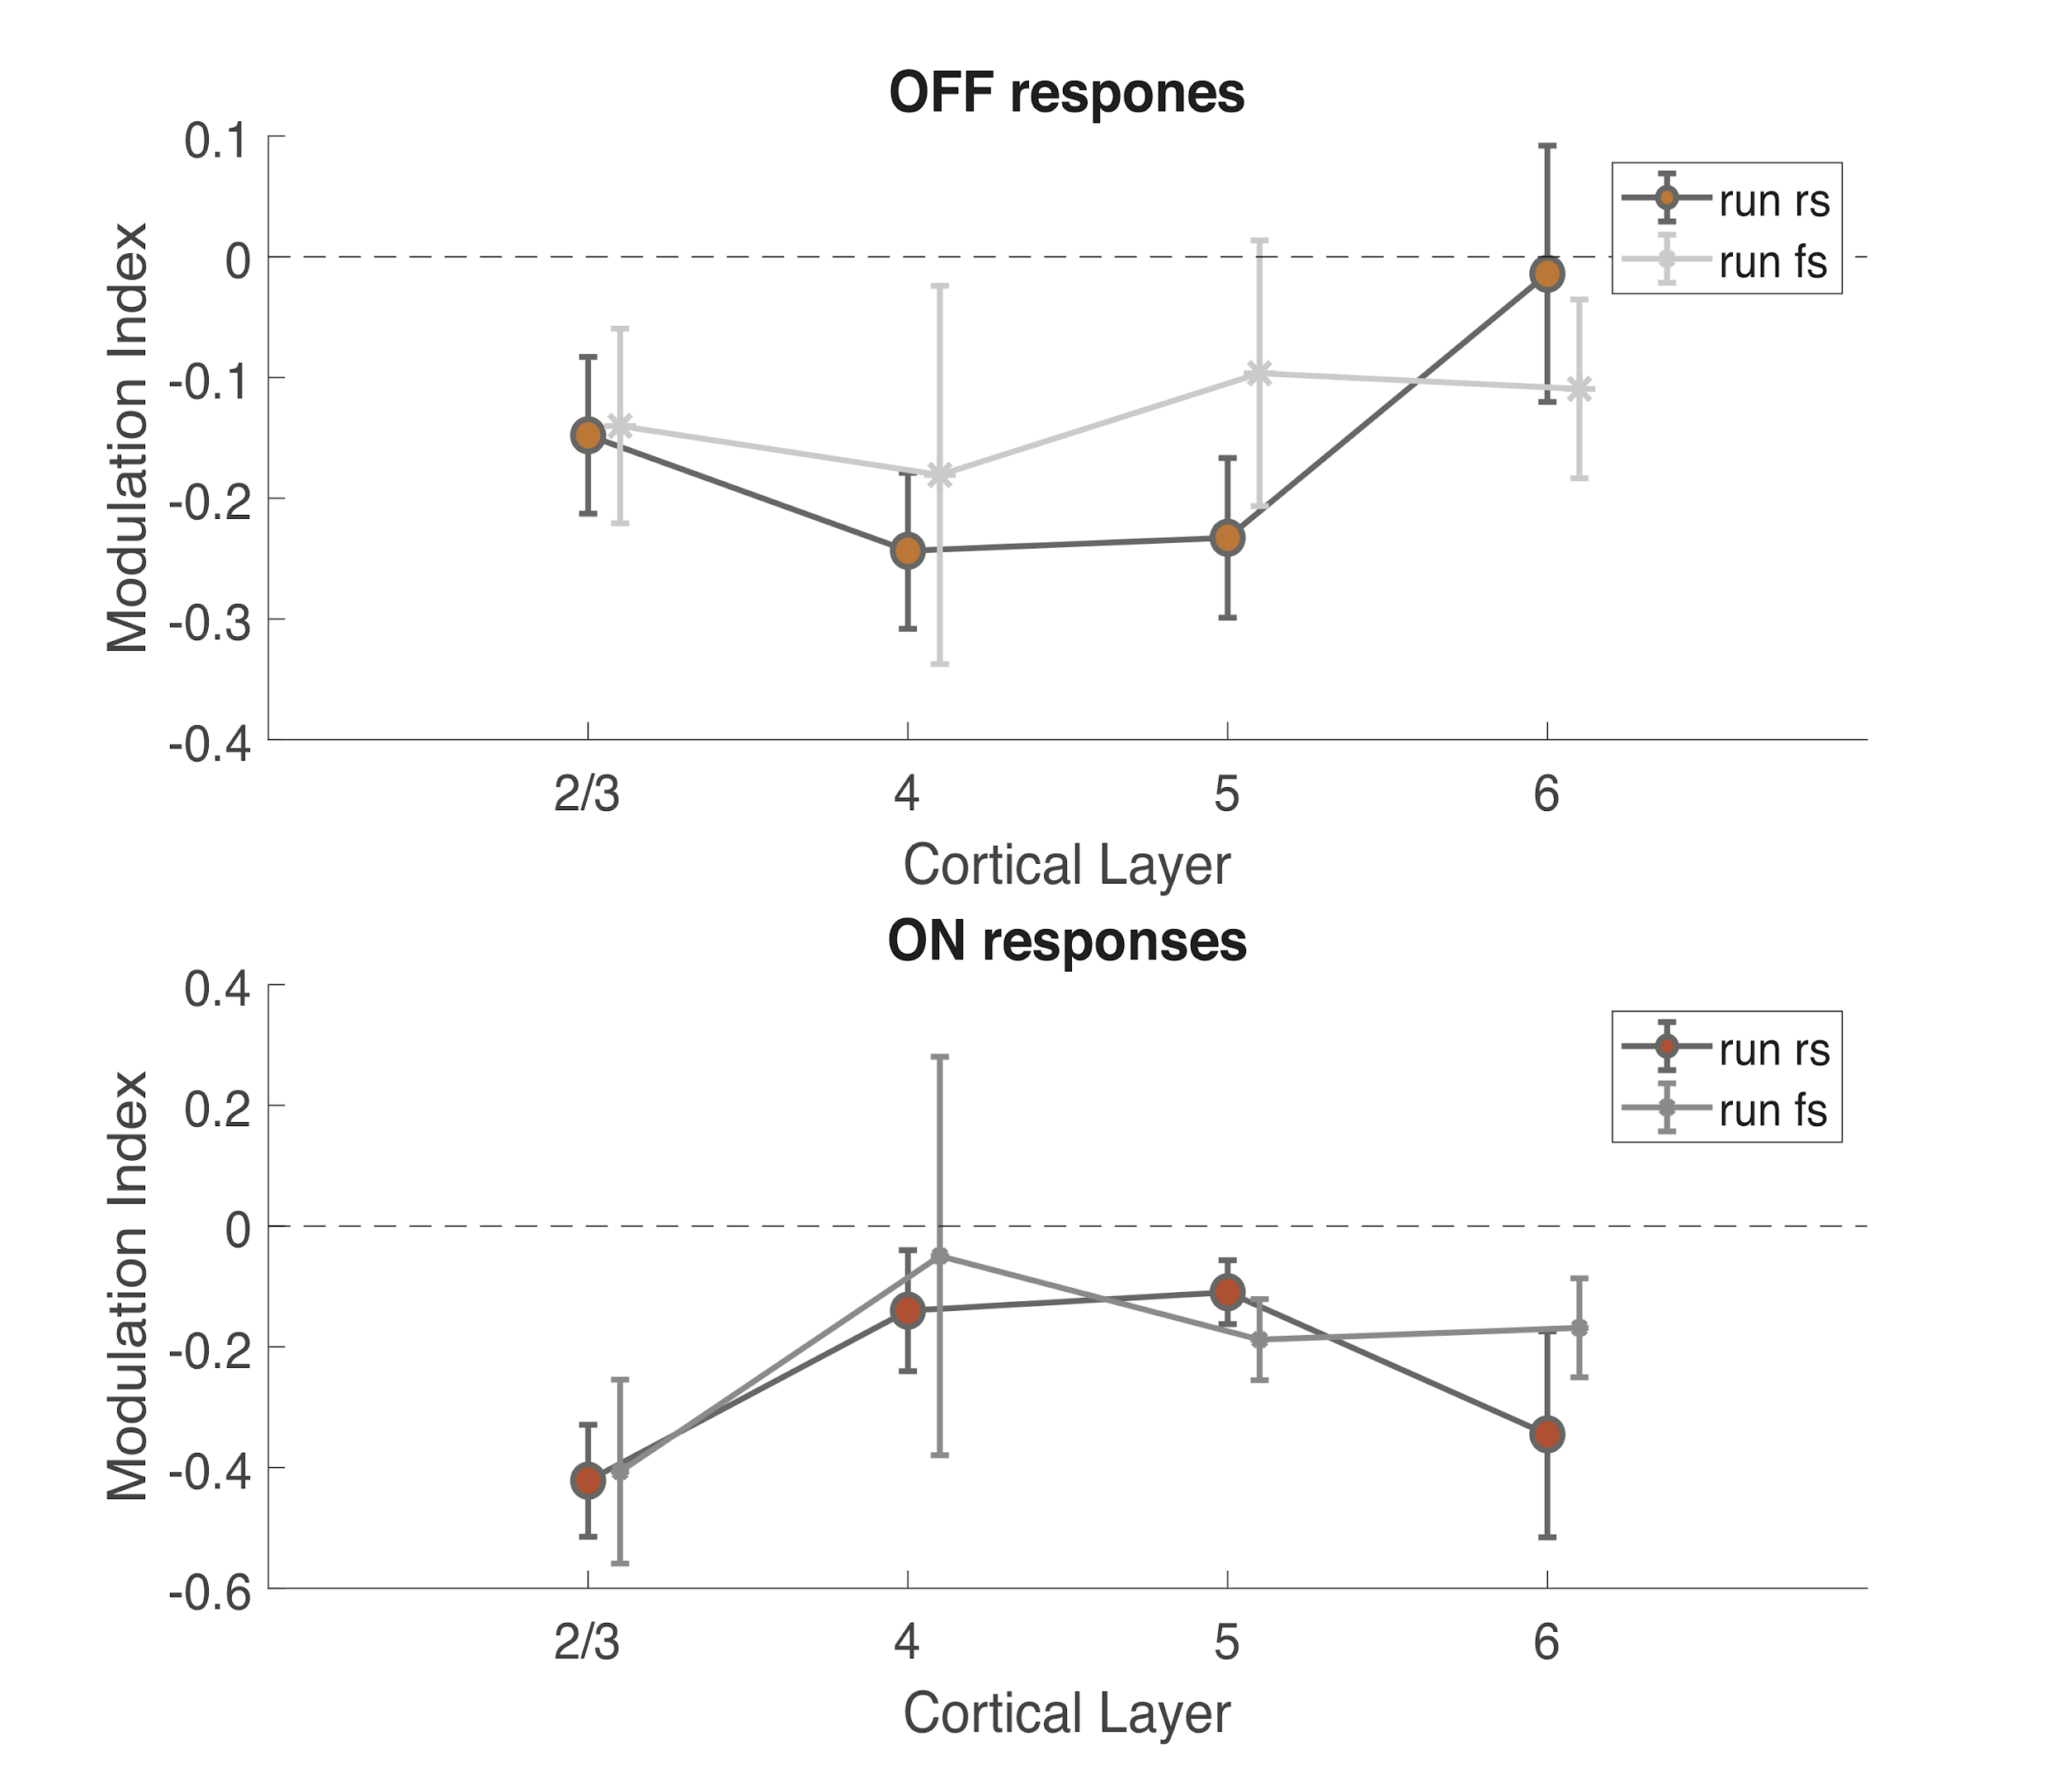 OFF respones
0.1
0
-0.1
-0.2
-0.3
-0.4
Modulation Index
run rs
run fs
2/3 4 5 6
Cortical Layer
ON responses
0.4
0.2
0
-0.2
-0.4
-0.6
Modulation Index
run rs
run fs
2/3 4 5 6
Cortical Layer